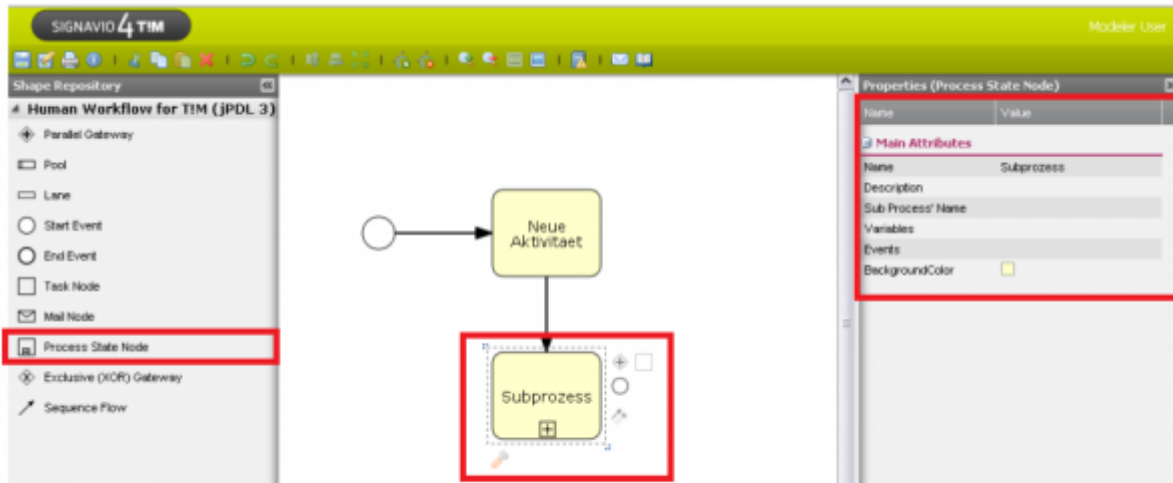 SIGNAVIO 4 T!M
Modeler User
Shape Repository
Human Workflow for T!M (jPDL 3)
Parallel Gateway
Pool
Lane
Start Event
End Event
Task Node
Mail Node
Process State Node
Exclusive (XOR) Gateway
Sequence Flow
Neue
Aktivitaet
Subprozess
Properties (Process State Node)
Name Value
Main Attributes
Name Subprozess
Description
Sub Process' Name
Variables
Events
BackgroundColor